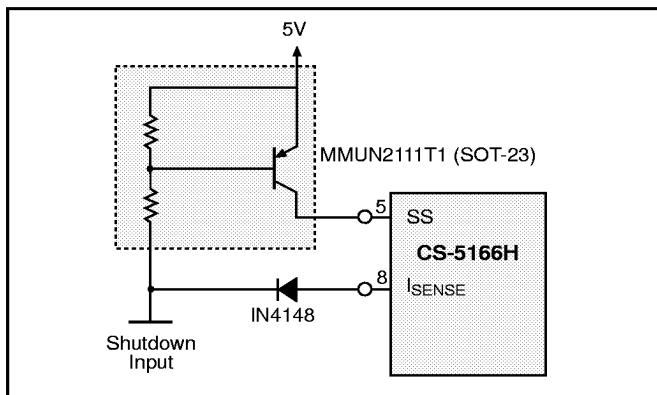 5V
MMUN2111T1 (SOT-23)
5
SS
CS-5166H
8
ISENSE
IN4148
Shutdown
Input